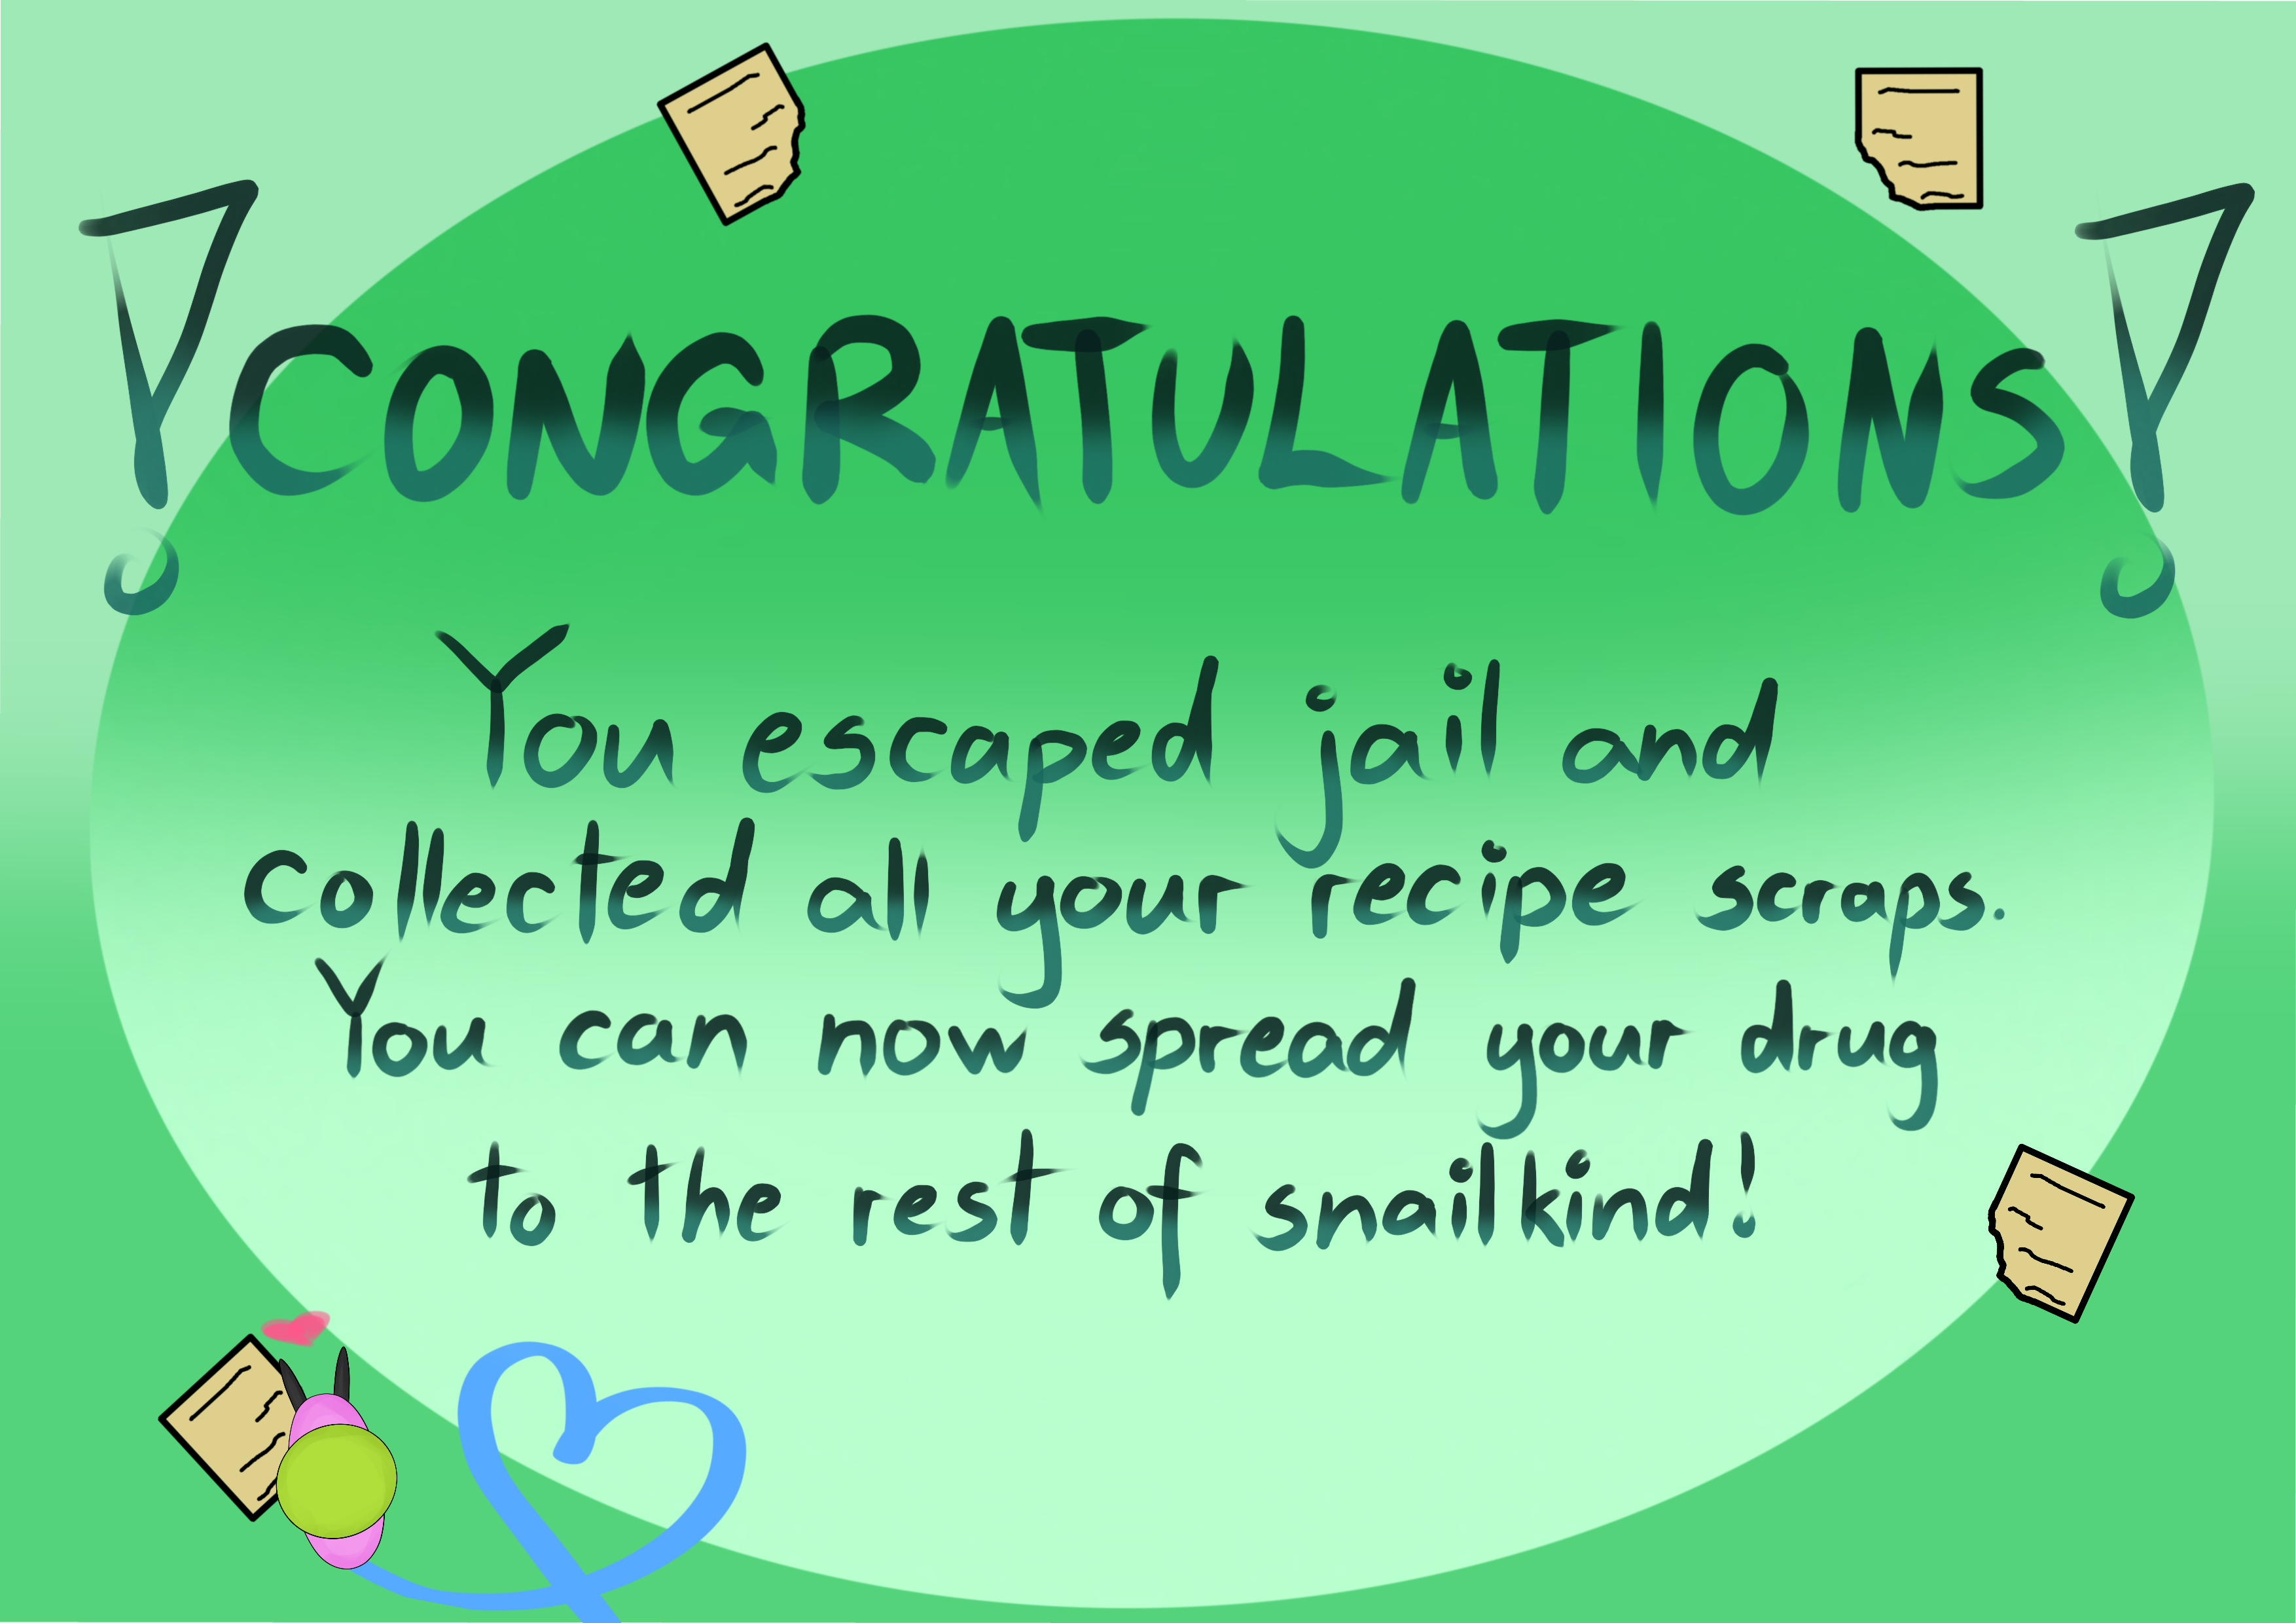 !CONGRATULATIONS!
You escaped jail and
collected all your recipe scraps.
You can now spread your drug
to the rest of snailkind!